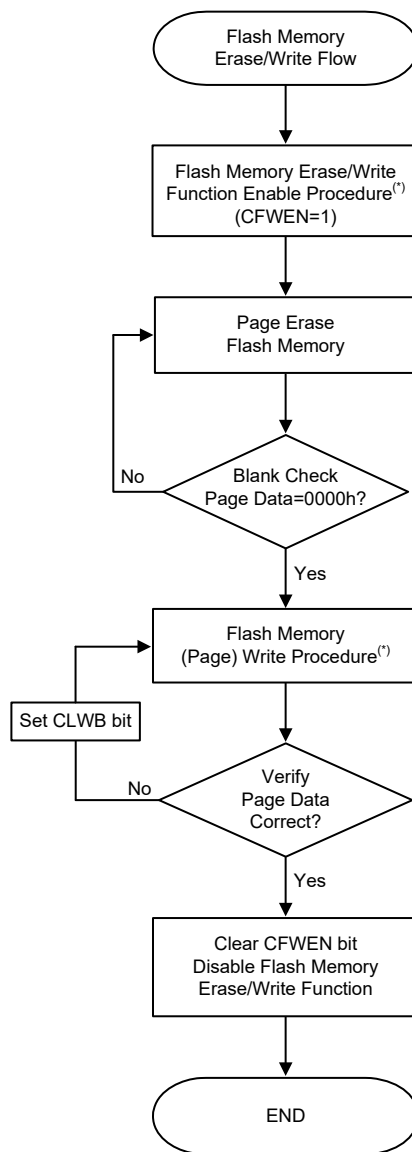 Flash Memory
Erase/Write Flow
Flash Memory Erase/Write
Function Enable Procedure(*)
(CFWEN=1)
Page Erase
Flash Memory
No
Blank Check
Page Data=0000h?
Yes
Flash Memory
(Page) Write Procedure(*)
Set CLWB bit
No
Verify
Page Data
Correct?
Yes
Clear CFWEN bit
Disable Flash Memory
Erase/Write Function
END